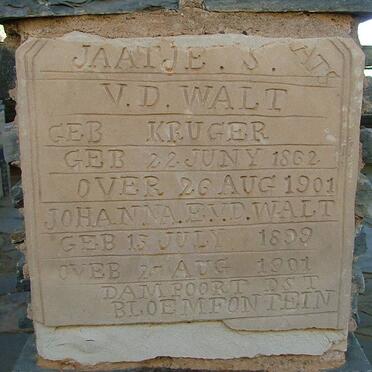 JAATJE . S .
V. D. WALT
GEB KRUGER
GEB 22 JUNY 1862
OVER 26 AUG 1901
JOHANNA.E.V.D.WALT
GEB 15 JULY 1899
OVEB 27 AUG 1901
DAMPOORT DST
BLOEMFONTEIN